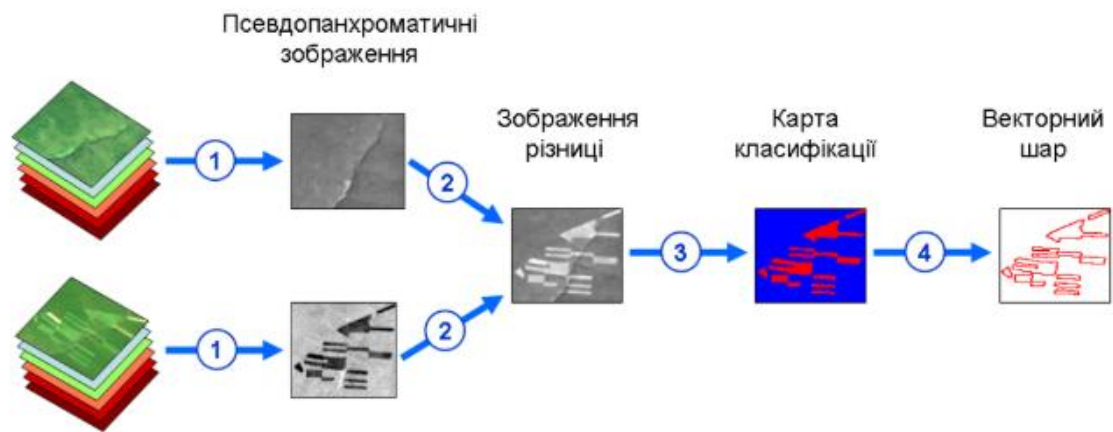 Псевдопанхроматичні
зображення
Зображення
різниці
Карта
класифікації
Векторний
шар
1
2
3
4
1
2